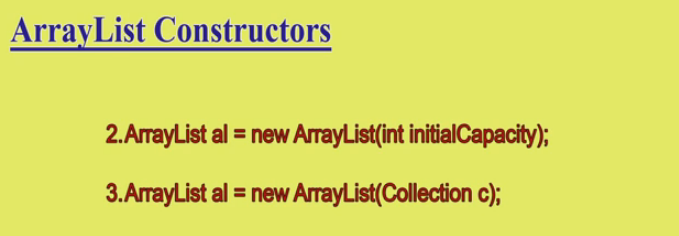 ArrayList Constructors
2.ArrayList al = new ArrayList(int initialCapacity);
3.ArrayList al = new ArrayList(Collection c);